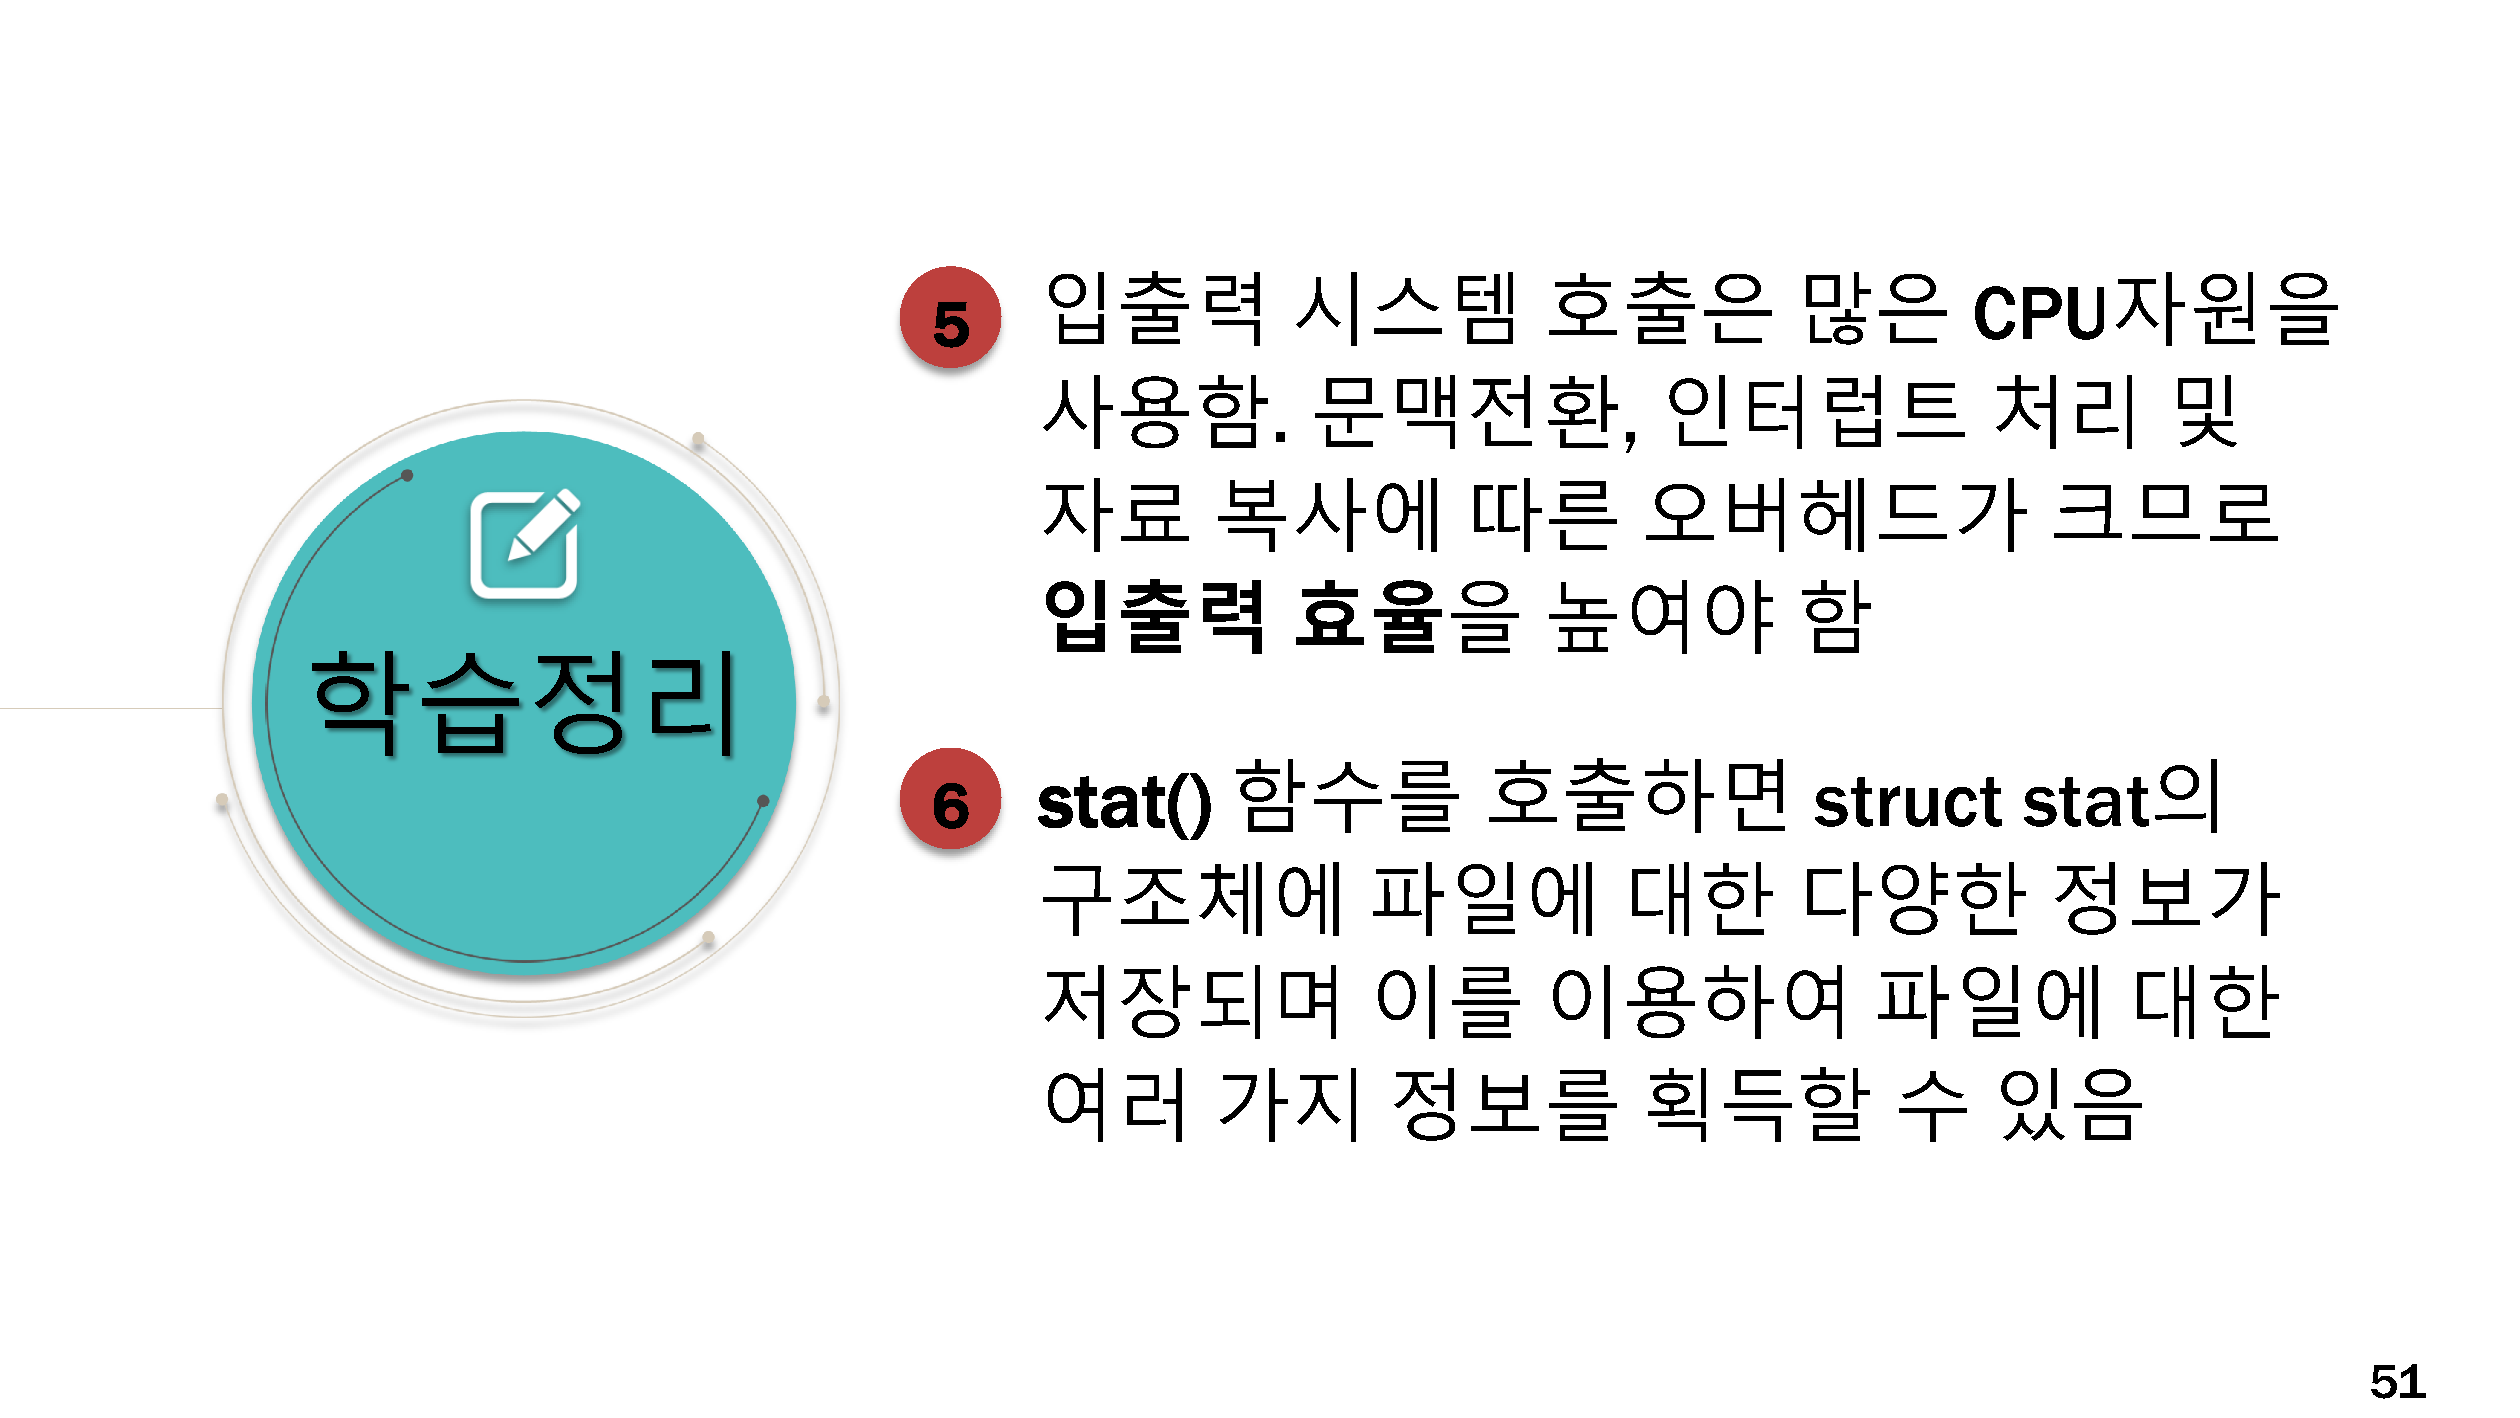 학습정리
5
입출력 시스템 호출은 많은 CPU자원을
사용함. 문맥전환, 인터럽트 처리 및
자료 복사에 따른 오버헤드가 크므로
입출력 효율을 높여야 함
6
stat() 함수를 호출하면 struct stat의
구조체에 파일에 대한 다양한 정보가
저장되며 이를 이용하여 파일에 대한
여러 가지 정보를 획득할 수 있음
51